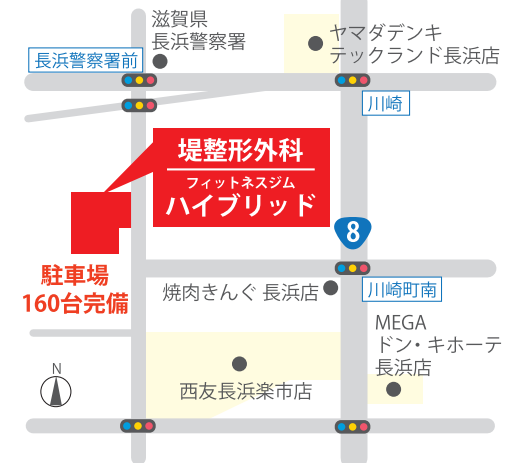 滋賀県
長浜警察署
ヤマダデンキ
テックランド長浜店
長浜警察署前
川崎
堤整形外科
フィットネスジム
ハイブリッド
8
駐車場
160台完備
焼肉きんぐ 長浜店
川崎町南
MEGA
ドン・キホーテ
長浜店
西友長浜楽市店
N